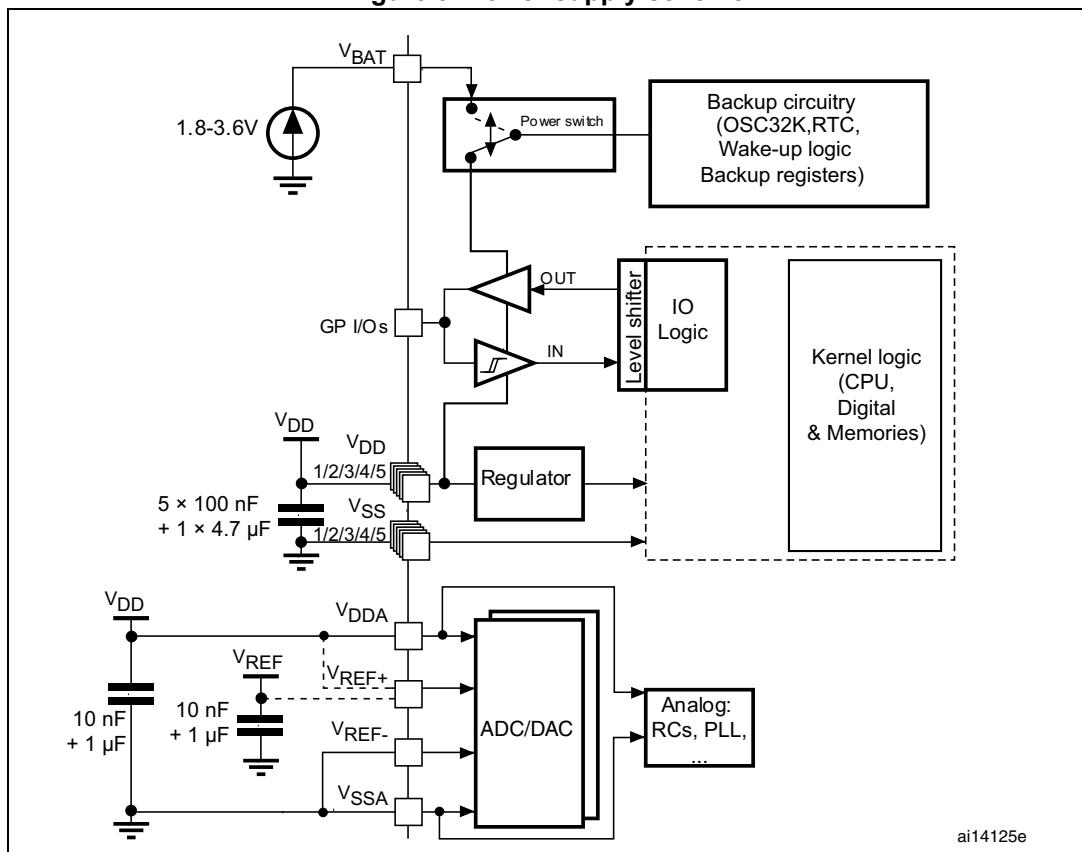 VBAT
1.8-3.6V
Power switch
Backup circuitry
(OSC32K,RTC,
Wake-up logic
Backup registers)
OUT
GP I/Os
IN
Level shifter
IO
Logic
Kernel logic
(CPU,
Digital
& Memories)
VDD
VDD
1/2/3/4/5
Regulator
5 × 100 nF
+ 1 × 4.7 µF
VSS
1/2/3/4/5
VDD
VDDA
VREF
VREF+
10 nF
+ 1 µF
10 nF
+ 1 µF
VREF-
ADC/DAC
Analog:
RCs, PLL,
...
VSSA
ai14125e